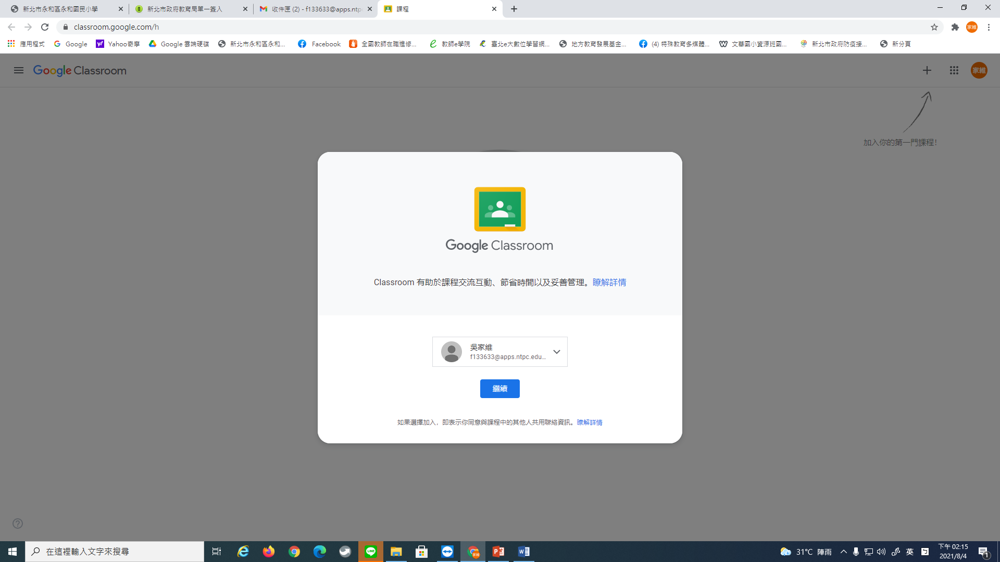 新北市永和區永和國民小學
新北市政府教育局單一簽入
收件匣 (2) - f133633@apps.ntpc
課程
classroom.google.com/h
應用程式
Google
Yahoo奇摩
Google 雲端硬碟
新北市永和區永和...
Facebook
全國教師在職進修...
教師e學院
臺北e大數位學習網...
地方教育發展基金...
(4) 特殊教育多媒體...
文華國小資源班國...
新北市政府防疫接...
新分頁
家維
Google Classroom
家維
加入你的第一門課程！
Google Classroom
Classroom 有助於課程交流互動、節省時間以及妥善管理。瞭解詳情
吳家維
f133633@apps.ntpc.edu...
繼續
如果選擇加入，即表示你同意與課程中的其他人共用聯絡資訊。瞭解詳情
在這裡輸入文字來搜尋
LINE
31°C 陣雨
英
下午 02:15
2021/8/4
1